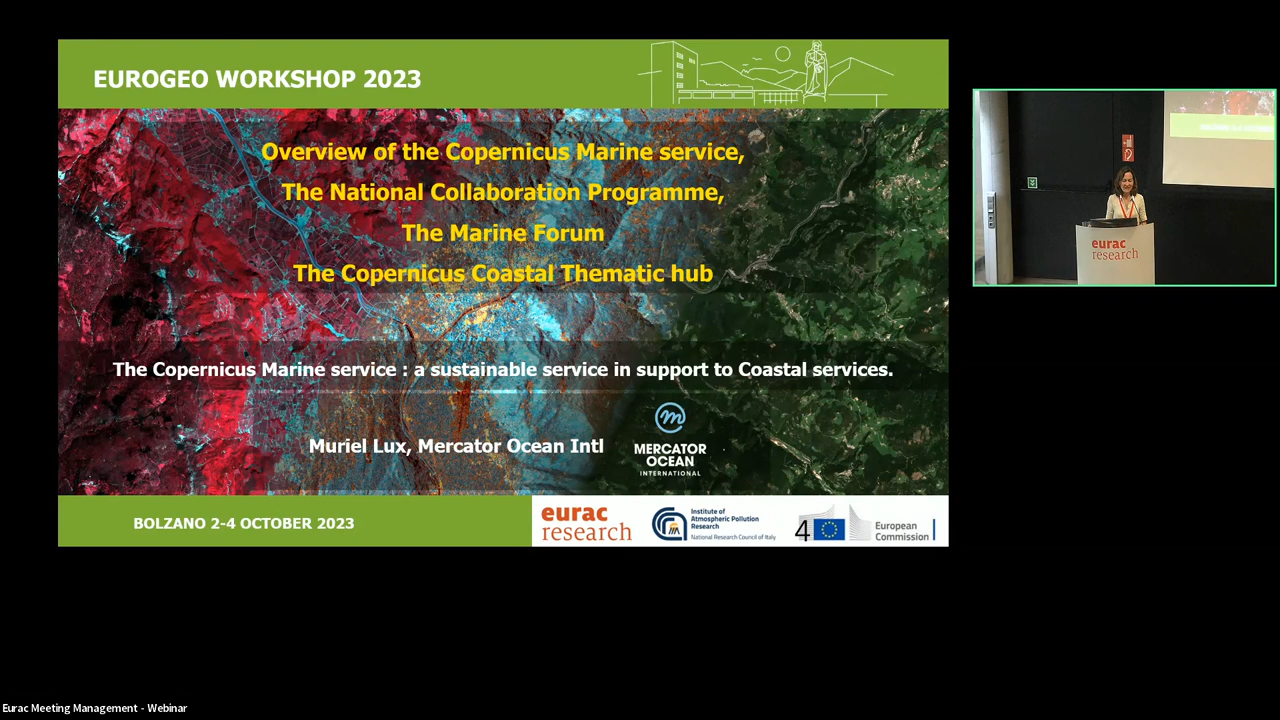 EUROGEO WORKSHOP 2023
Overview of the Copernicus Marine service,
The National Collaboration Programme,
The Marine Forum
The Copernicus Coastal Thematic hub
The Copernicus Marine service : a sustainable service in support to Coastal services.
Muriel Lux, Mercator Ocean Intl
MERCATOR
OCEAN
INTERNATIONAL
BOLZANO 2-4 OCTOBER 2023
eurac
research
Institute of
Atmospheric Pollution
Research
National Research Council of Italy
4
European
Commission
eurac
research
Eurac Meeting Management - Webinar